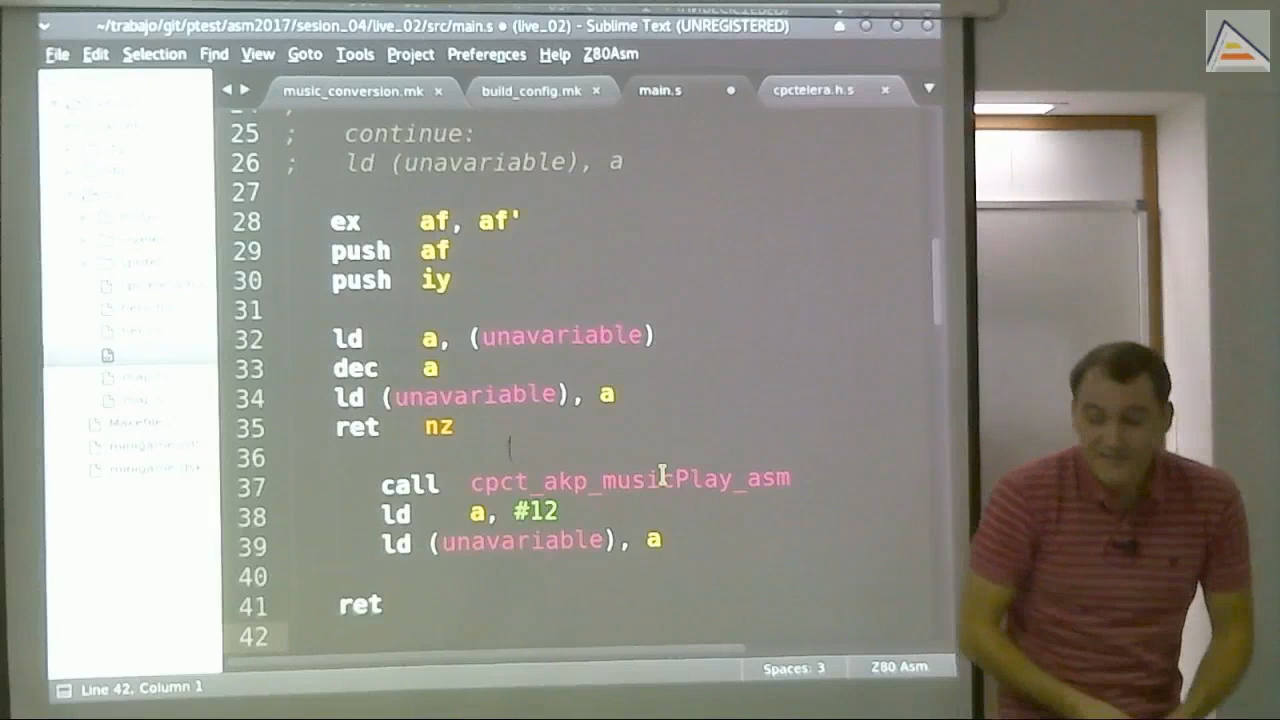 ~/trabajo/git/ptest/asm2017/sesion_04/live_02/src/main.s • (live_02) - Sublime Text (UNREGISTERED)
File Edit Selection Find View Goto Tools Project Preferences Help Z80Asm
music_conversion.mk × build_config.mk × main.s • cpctelera.h.s ×
25 ; continue:
26 ; ld (unavariable), a
27
28 ex af, af'
29 push af
30 push iy
31
32 ld a, (unavariable)
33 dec a
34 ld (unavariable), a
35 ret nz
36
37 call cpct_akp_musicPlay_asm
38 ld a, #12
39 ld (unavariable), a
40
41 ret
42
Line 42, Column 1 Spaces: 3 Z80 Asm